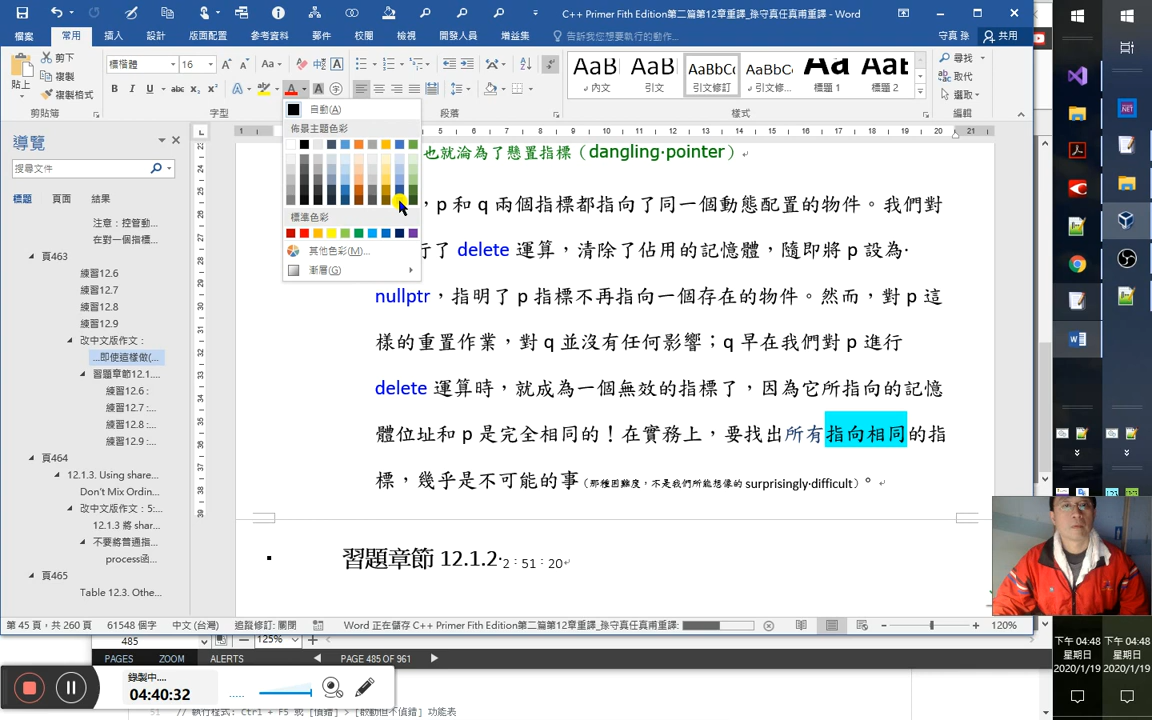 C++ Primer Fith Edition第二篇第12章重譯_孫守真任真甫重譯 - Word
檔案 常用 插入 設計 版面配置 參考資料 郵件 校閱 檢視 開發人員 增益集 告訴我您想要執行的動作... 守真 孫 共用
剪下
複製
複製格式
貼上
標楷體 16
剪貼簿 字型 段落 樣式 編輯
AaB AaB AaBbC AaBbC Aa Aat
內文 引文 引文修訂 引文修... 標題 1 標題 2
尋找
取代
選取
自動(A)
佈景主題色彩
標準色彩
其他色彩(M)...
漸層(G)
導覽
搜尋文件
標題 頁面 結果
注意：控管動...
在對一個指標...
頁463
練習12.6
練習12.7
練習12.8
練習12.9
改中文版作文：
...即使這樣做(...
習題章節12.1....
練習12.6 :
練習12.7 :...
練習12.8 :...
練習12.9 :...
頁464
12.1.3. Using share...
Don't Mix Ordin...
改中文版作文：5:...
12.1.3 將 shar...
不要將普通指...
process函...
頁465
Table 12.3. Othe...
也就淪為了懸置指標（dangling·pointer）
，p 和 q 兩個指標都指向了同一個動態配置的物件。我們對
行了 delete 運算，清除了佔用的記憶體，隨即將 p 設為·
nullptr，指明了 p 指標不再指向一個存在的物件。然而，對 p 這
樣的重置作業，對 q 並沒有任何影響；q 早在我們對 p 進行
delete 運算時，就成為一個無效的指標了，因為它所指向的記憶
體位址和 p 是完全相同的！在實務上，要找出所有指向相同的指
標，幾乎是不可能的事（那種困難度，不是我們所能想像的 surprisingly·difficult）。
習題章節 12.1.2·2：51：20
第 45 頁，共 260 頁 61548 個字 中文 (台灣) 追蹤修訂: 關閉 Word 正在儲存 C++ Primer Fith Edition第二篇第12章重譯_孫守真任真甫重譯: 120%
485 125%
PAGES ZOOM ALERTS PAGE 485 OF 961
錄製中....
04:40:32
51 // 執行程式: Ctrl + F5 或 [偵錯] > [啟動但不偵錯] 功能表
下午 04:48
星期日
2020/1/19
下午 04:48
星期日
2020/1/19